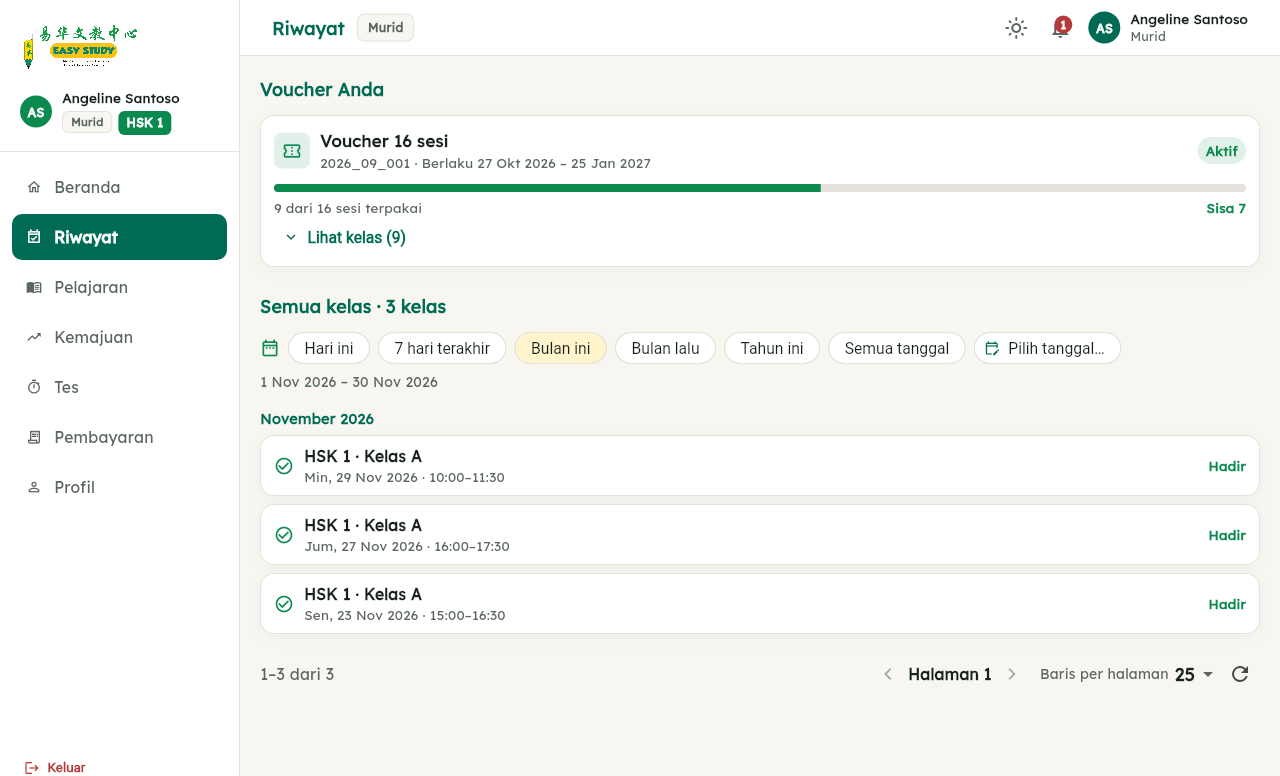 易华文教中心
EASY STUDY
AS
Angeline Santoso
Murid
HSK 1
Beranda
Riwayat
Pelajaran
Kemajuan
Tes
Pembayaran
Profil
Keluar
Riwayat
Murid
1
AS
Angeline Santoso
Murid
Voucher Anda
Voucher 16 sesi
2026_09_001 · Berlaku 27 Okt 2026 – 25 Jan 2027
Aktif
9 dari 16 sesi terpakai
Sisa 7
Lihat kelas (9)
Semua kelas · 3 kelas
Hari ini
7 hari terakhir
Bulan ini
Bulan lalu
Tahun ini
Semua tanggal
Pilih tanggal...
1 Nov 2026 – 30 Nov 2026
November 2026
HSK 1 · Kelas A
Min, 29 Nov 2026 · 10:00–11:30
Hadir
HSK 1 · Kelas A
Jum, 27 Nov 2026 · 16:00–17:30
Hadir
HSK 1 · Kelas A
Sen, 23 Nov 2026 · 15:00–16:30
Hadir
1–3 dari 3
Halaman 1
Baris per halaman
25